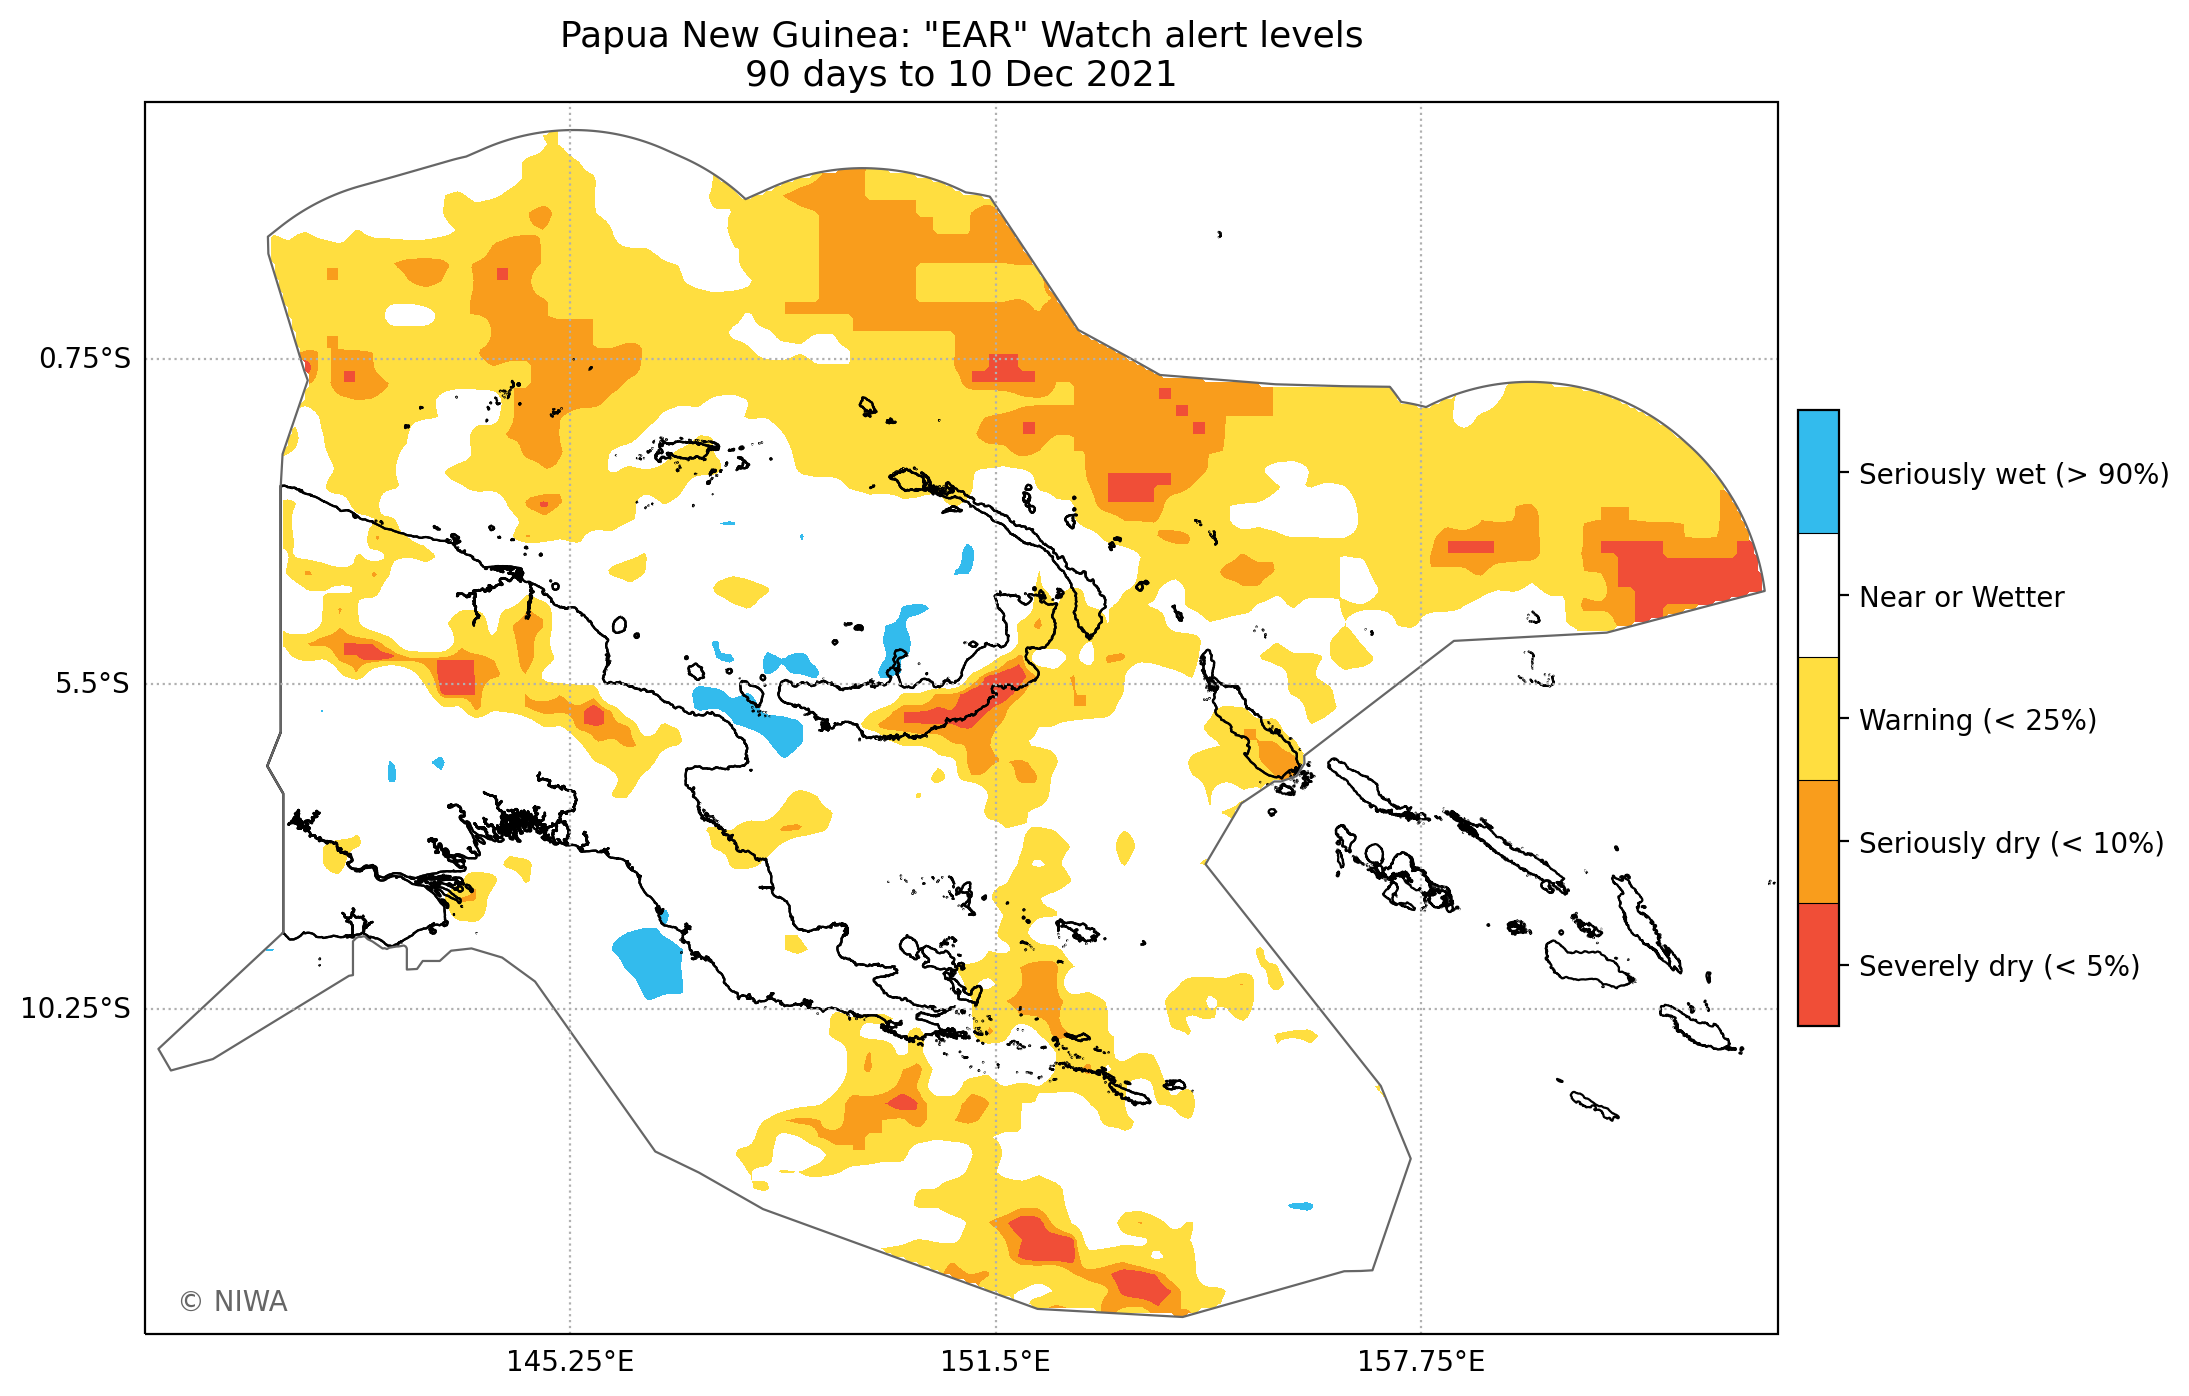 Papua New Guinea: "EAR" Watch alert levels
90 days to 10 Dec 2021
0.75°S
5.5°S
10.25°S
145.25°E
151.5°E
157.75°E
Seriously wet (> 90%)
Near or Wetter
Warning (< 25%)
Seriously dry (< 10%)
Severely dry (< 5%)
© NIWA